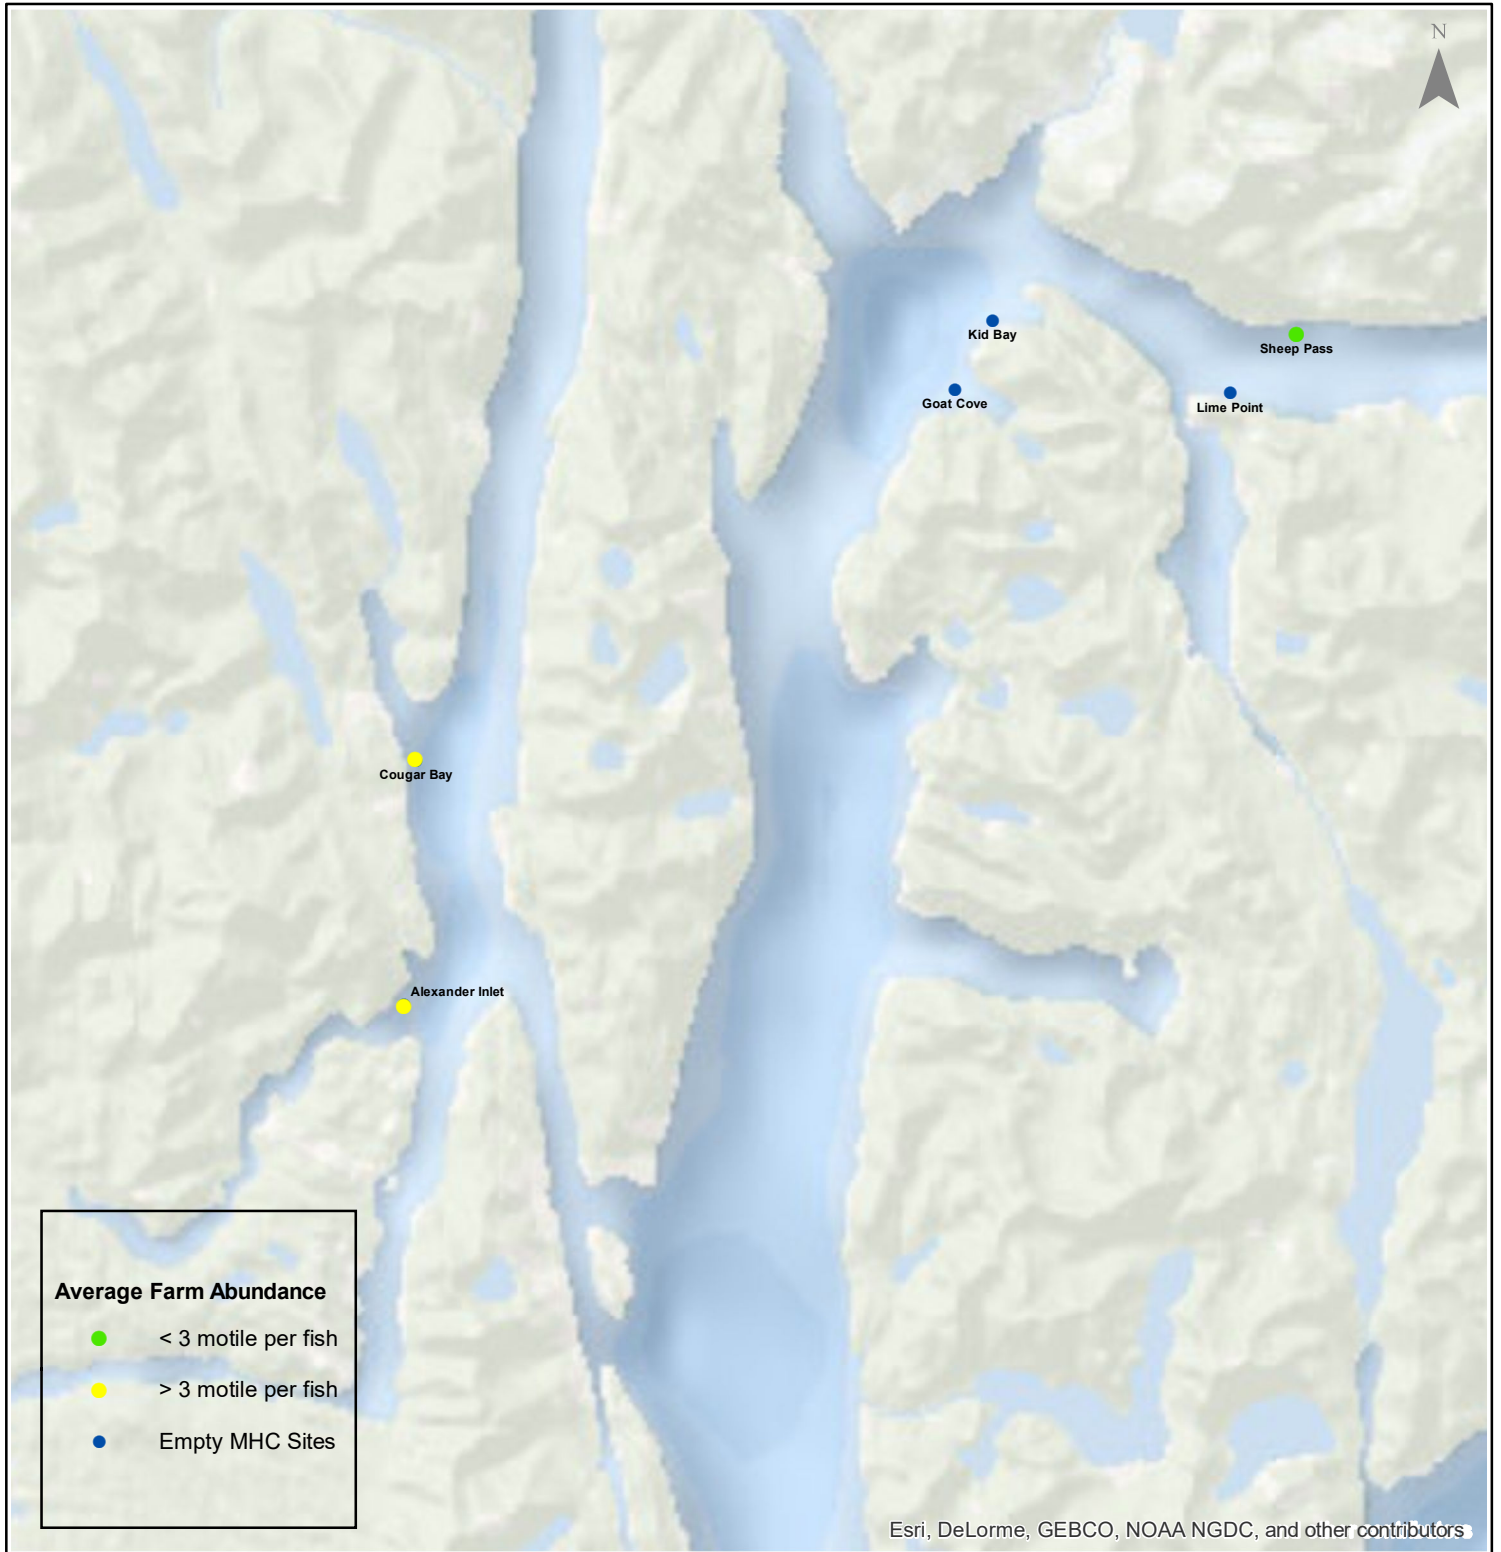 N
Kid Bay
Sheep Pass
Goat Cove
Lime Point
Cougar Bay
Alexander Inlet
Average Farm Abundance
< 3 motile per fish
> 3 motile per fish
Empty MHC Sites
Esri, DeLorme, GEBCO, NOAA NGDC, and other contributors